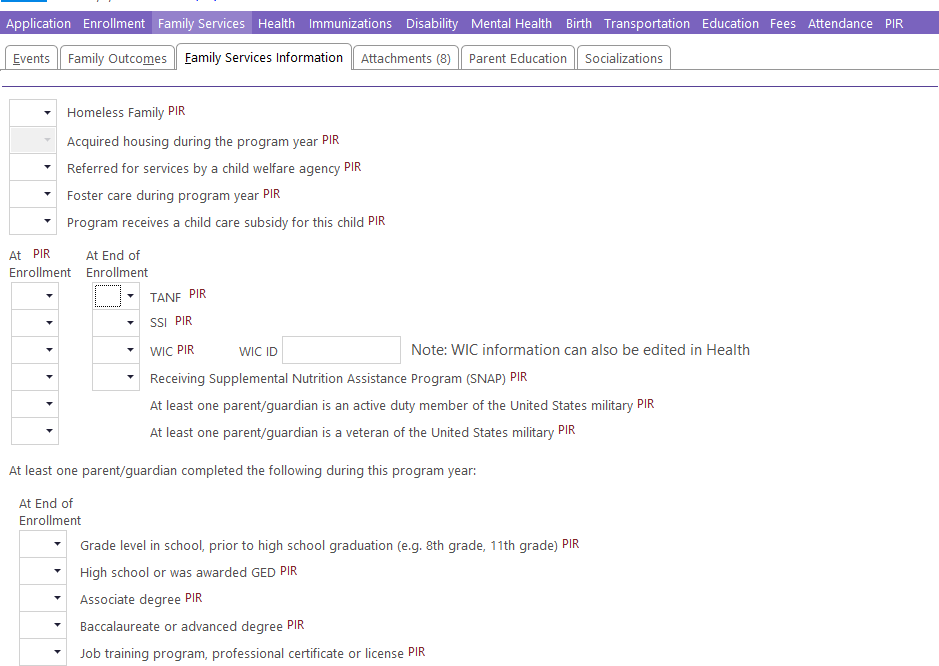 Application Enrollment Family Services Health Immunizations Disability Mental Health Birth Transportation Education Fees Attendance PIR
Events Family Outcomes Family Services Information Attachments (8) Parent Education Socializations
Homeless Family PIR
Acquired housing during the program year PIR
Referred for services by a child welfare agency PIR
Foster care during program year PIR
Program receives a child care subsidy for this child PIR
At PIR At End of
Enrollment Enrollment
TANF PIR
SSI PIR
WIC PIR WIC ID Note: WIC information can also be edited in Health
Receiving Supplemental Nutrition Assistance Program (SNAP) PIR
At least one parent/guardian is an active duty member of the United States military PIR
At least one parent/guardian is a veteran of the United States military PIR
At least one parent/guardian completed the following during this program year:
At End of
Enrollment
Grade level in school, prior to high school graduation (e.g. 8th grade, 11th grade) PIR
High school or was awarded GED PIR
Associate degree PIR
Baccalaureate or advanced degree PIR
Job training program, professional certificate or license PIR